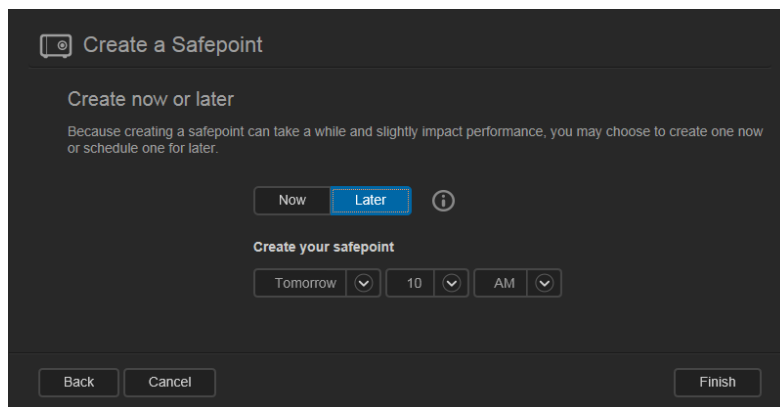 Create a Safepoint
Create now or later
Because creating a safepoint can take a while and slightly impact performance, you may choose to create one now
or schedule one for later.
Now Later
Create your safepoint
Tomorrow 10 AM
Back Cancel Finish